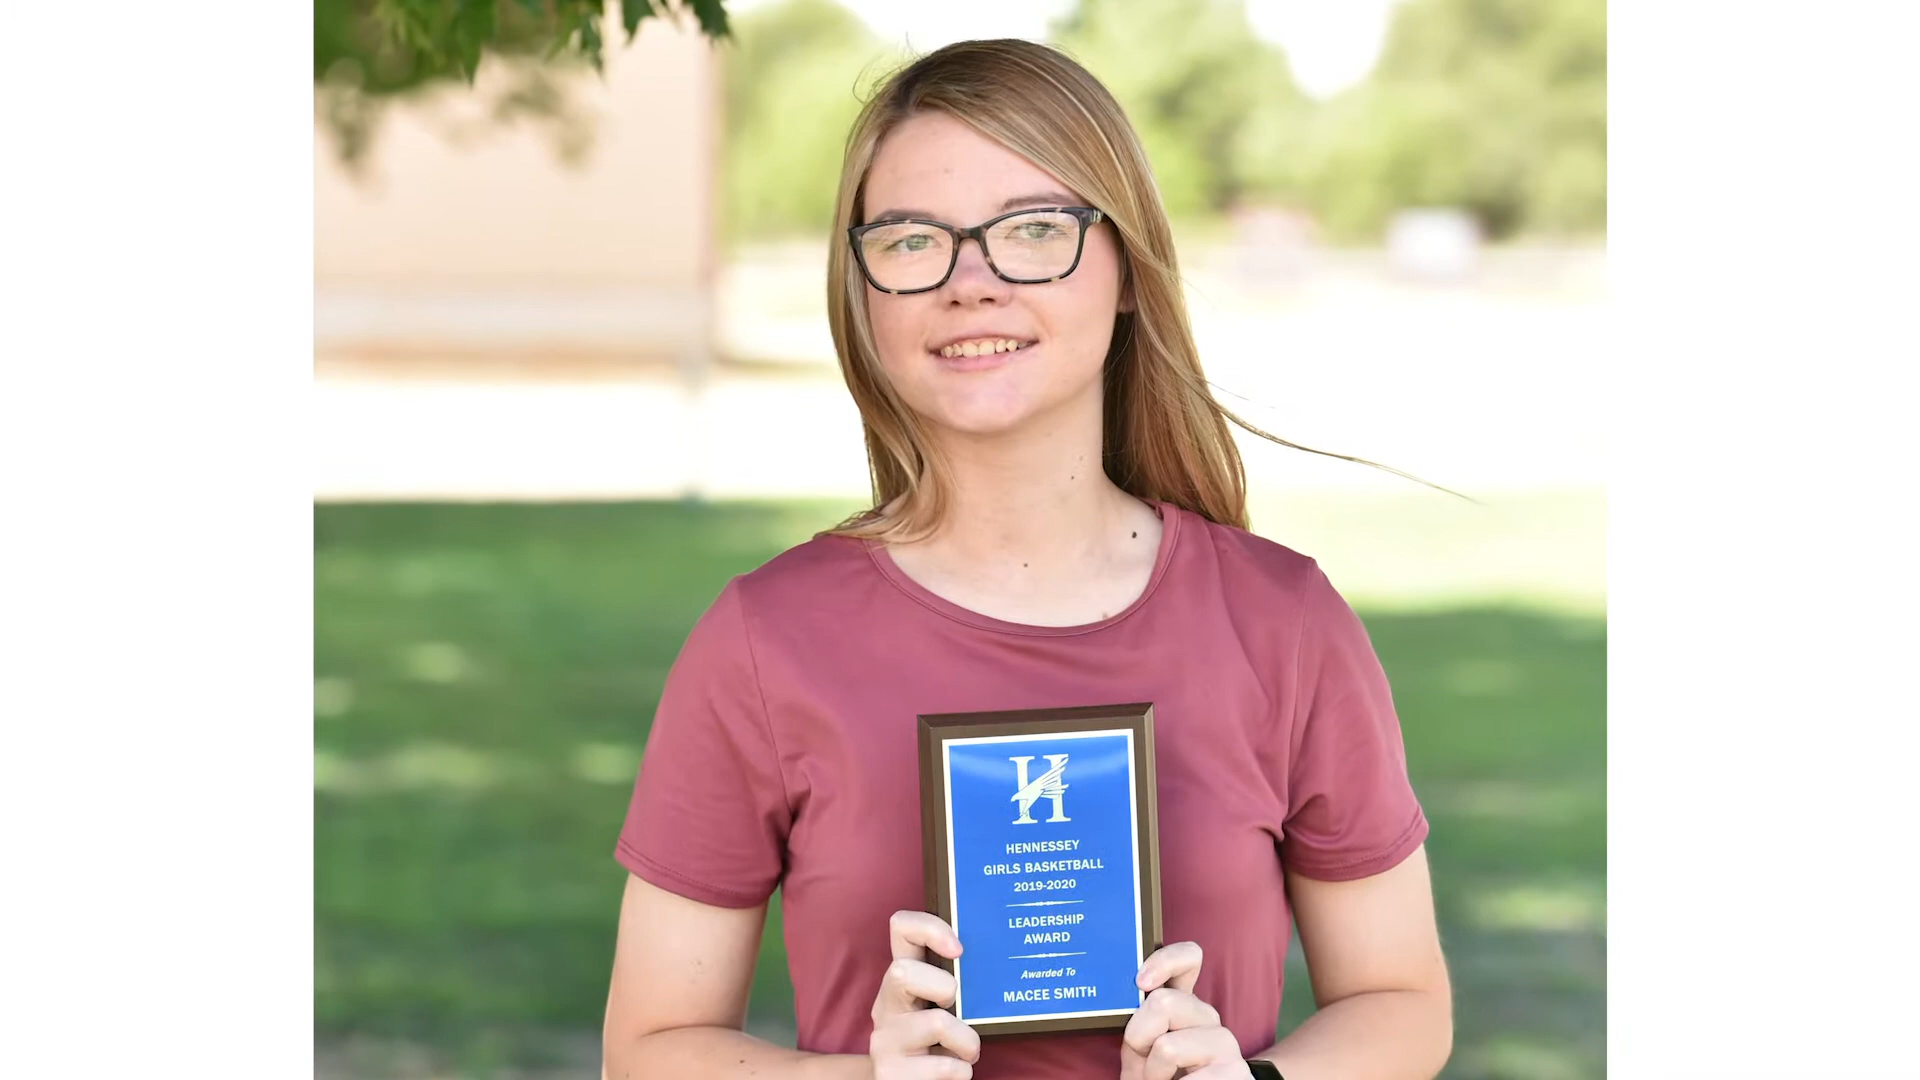 H
HENNESSEY
GIRLS BASKETBALL
2019-2020
LEADERSHIP
AWARD
Awarded To
MACEE SMITH